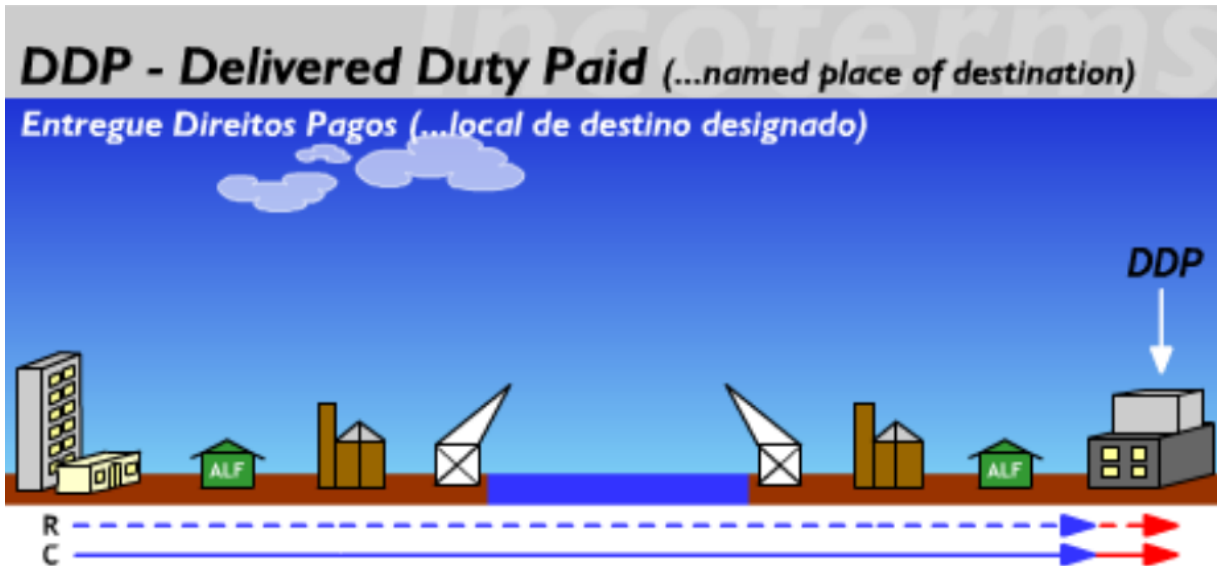 Incoterms
DDP - Delivered Duty Paid (...named place of destination)
Entregue Direitos Pagos (...local de destino designado)
DDP
ALF
ALF
R
C